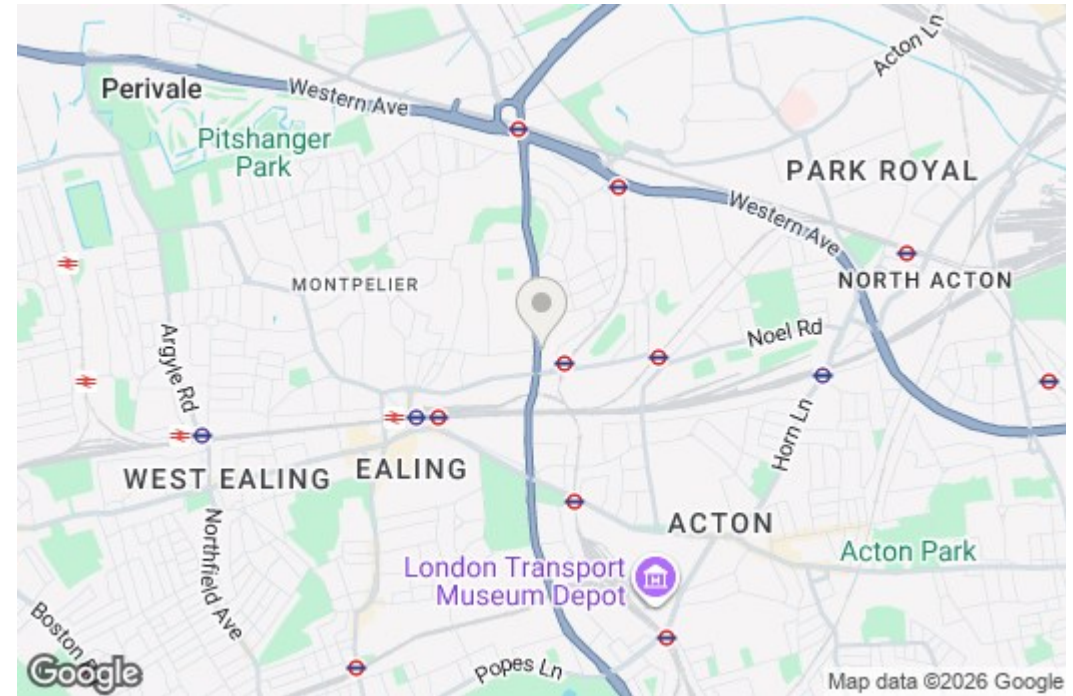 Acton Ln
Perivale
Western Ave
Pitshanger
Park
PARK ROYAL
Western Ave
MONTPELIER
NORTH ACTON
Argyle Rd
Noel Rd
Horn Ln
WEST EALING
EALING
ACTON
Northfield Ave
Acton Park
London Transport
Museum Depot
Boston
Popes Ln
Google
Map data ©2026 Google